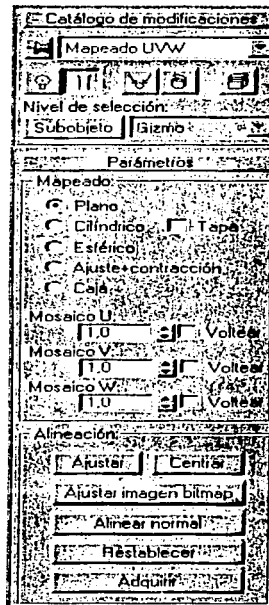 Catálogo de modificaciones
Mapeado UVW
Nivel de selección:
Subobjeto Gizmo
Parámetros
Mapeado:
Plano
Cilíndrico Tapa
Esférico
Ajuste+contracción
Caja
Mosaico U:
1,0 Voltear
Mosaico V:
1,0 Voltear
Mosaico W:
1,0 Voltear
Alineación:
Ajustar Centrar
Ajustar imagen bitmap
Alinear normal
Restablecer
Adquirir